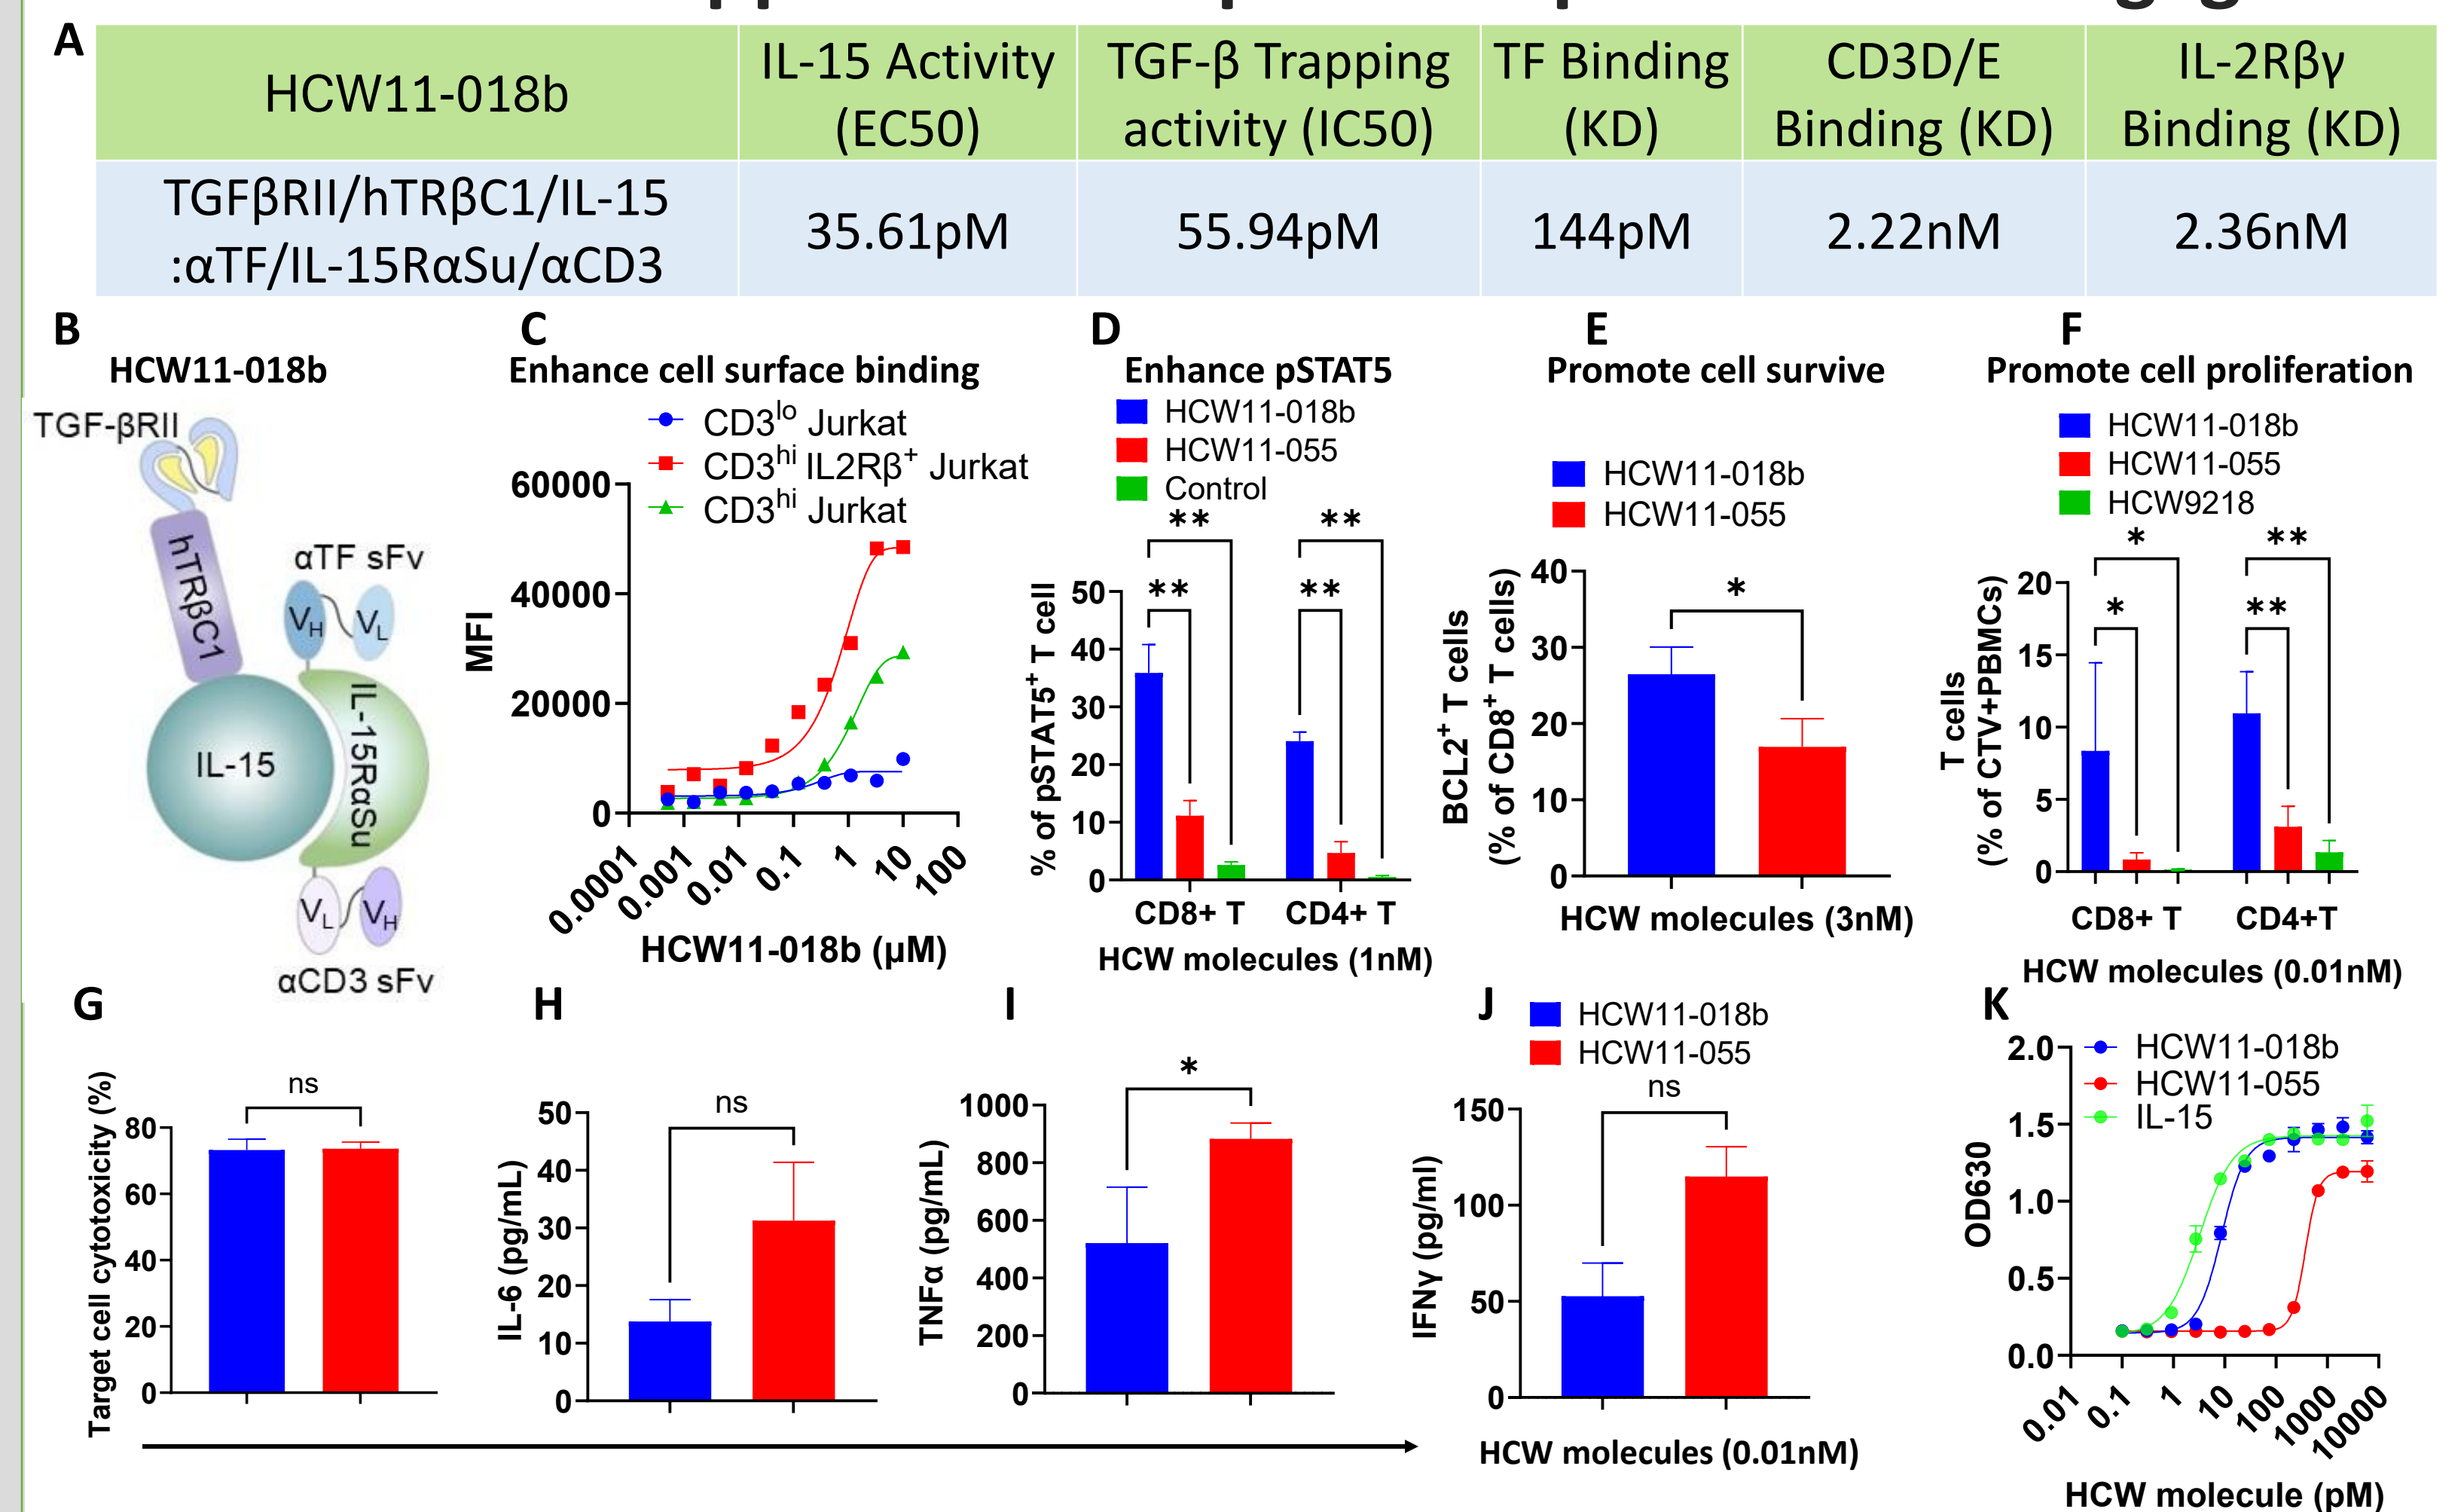 A
HCW11-018b
IL-15 Activity
(EC50)
TGF-β Trapping
activity (IC50)
TF Binding
(KD)
CD3D/E
Binding (KD)
IL-2Rβγ
Binding (KD)
TGFβRII/hTRβC1/IL-15
:αTF/IL-15RαSu/αCD3
35.61pM
55.94pM
144pM
2.22nM
2.36nM
B
HCW11-018b
TGF-βRII
hTRβC1
αTF sFv
VH
VL
IL-15
IL-15RαSu
VL
VH
αCD3 sFv
C
Enhance cell surface binding
CD3lo Jurkat
CD3hi IL2Rβ+ Jurkat
CD3hi Jurkat
MFI
60000
40000
20000
0
0.0001
0.001
0.01
0.1
1
10
100
HCW11-018b (µM)
D
Enhance pSTAT5
HCW11-018b
HCW11-055
Control
**
**
**
**
% of pSTAT5+ T cell
50
40
30
20
10
0
CD8+ T
CD4+ T
HCW molecules (1nM)
E
Promote cell survive
HCW11-018b
HCW11-055
*
BCL2+ T cells
(% of CD8+ T cells)
40
30
20
10
0
HCW molecules (3nM)
F
Promote cell proliferation
HCW11-018b
HCW11-055
HCW9218
*
**
*
**
T cells
(% of CTV+PBMCs)
20
15
10
5
0
CD8+ T
CD4+T
HCW molecules (0.01nM)
G
ns
Target cell cytotoxicity (%)
80
60
40
20
0
H
ns
IL-6 (pg/mL)
50
40
30
20
10
0
I
*
TNFα (pg/mL)
1000
800
600
400
200
0
J
HCW11-018b
HCW11-055
ns
IFNγ (pg/ml)
150
100
50
0
HCW molecules (0.01nM)
K
HCW11-018b
HCW11-055
IL-15
OD630
2.0
1.5
1.0
0.5
0.0
0.01
0.1
1
10
100
1000
10000
HCW molecule (pM)